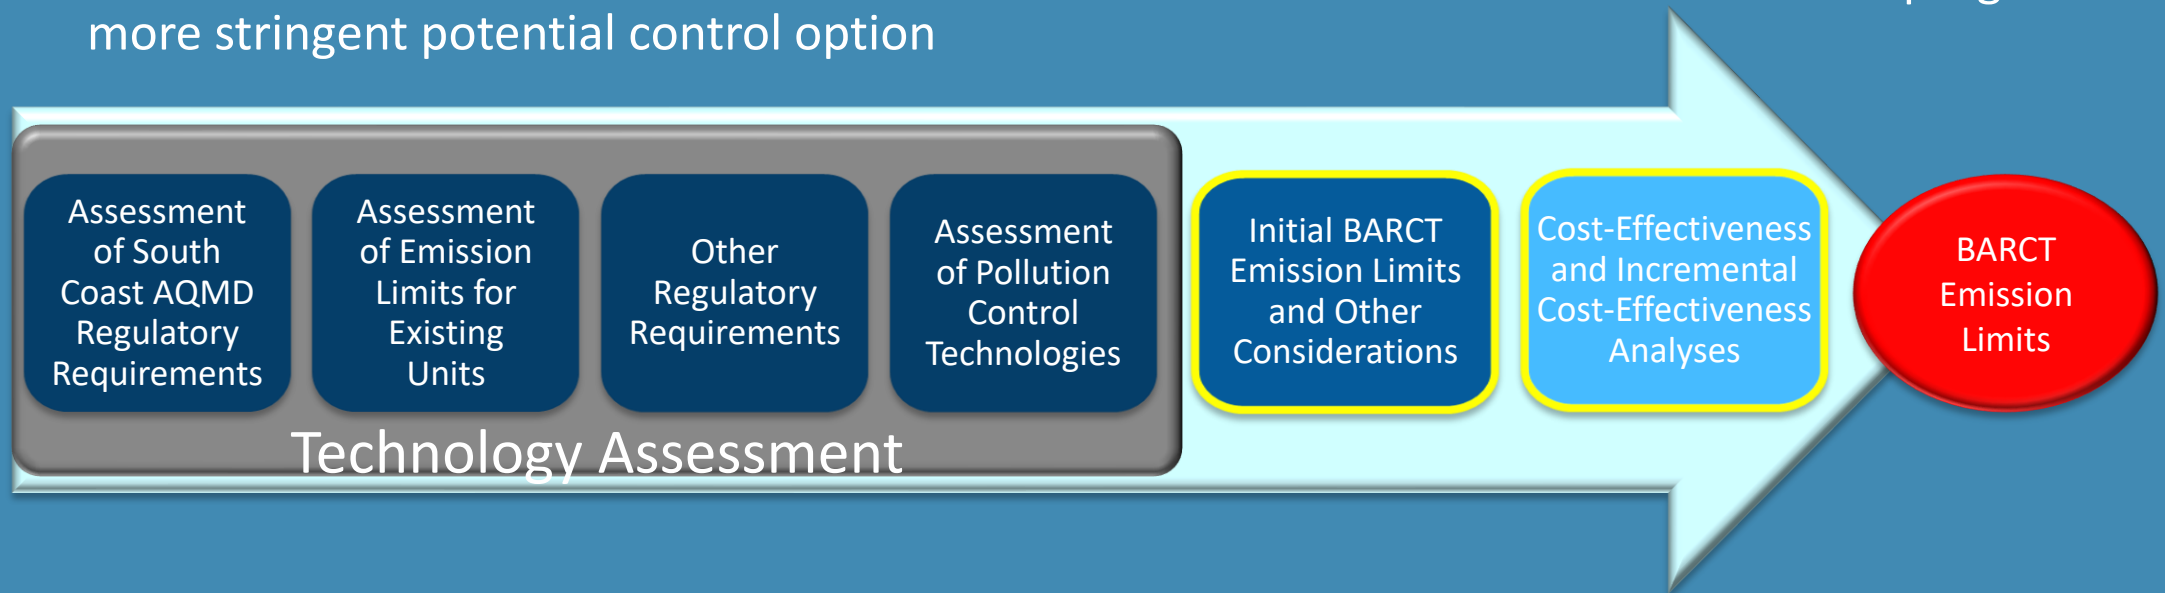 more stringent potential control option
Assessment
of South
Coast AQMD
Regulatory
Requirements
Assessment
of Emission
Limits for
Existing
Units
Other
Regulatory
Requirements
Assessment
of Pollution
Control
Technologies
Initial BARCT
Emission Limits
and Other
Considerations
Cost-Effectiveness
and Incremental
Cost-Effectiveness
Analyses
BARCT
Emission
Limits
Technology Assessment